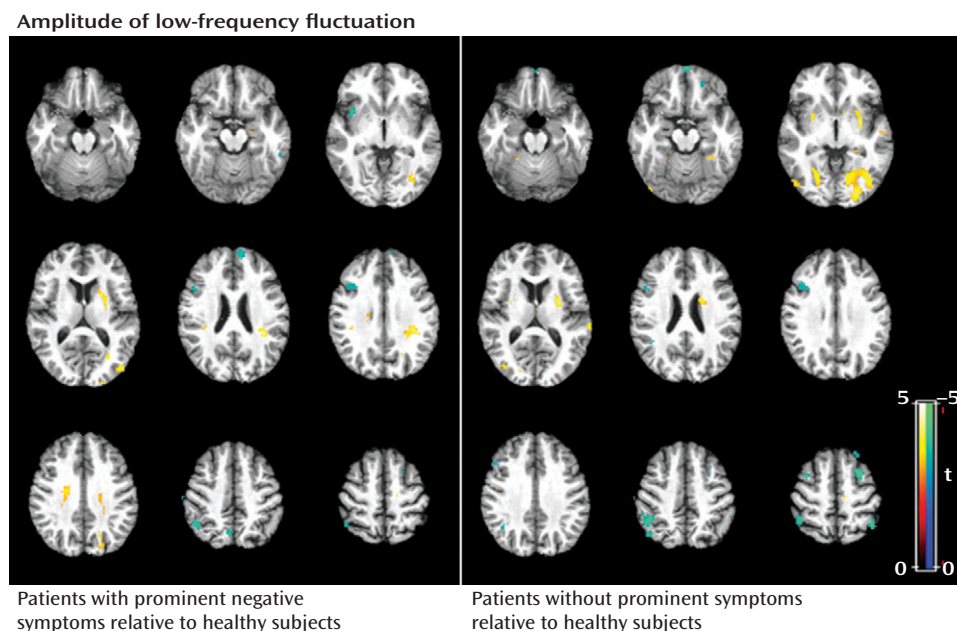 Amplitude of low-frequency fluctuation
5
–5
t
0
0
Patients with prominent negative
symptoms relative to healthy subjects
Patients without prominent symptoms
relative to healthy subjects